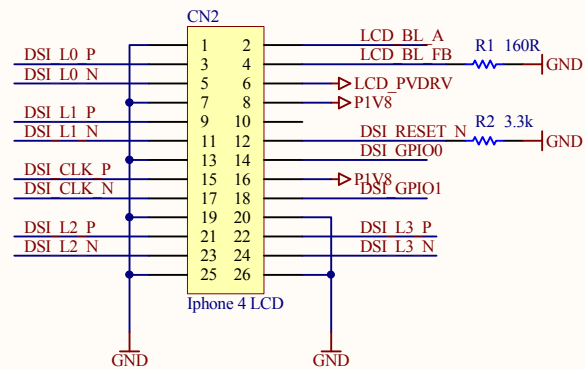 CN2
1 2 LCD_BL_A
DSI_L0_P 3 4 LCD_BL_FB R1 160R GND
DSI_L0_N 5 6 LCD_PVDRV
7 8 P1V8
DSI_L1_P 9 10
DSI_L1_N 11 12 DSI_RESET_N R2 3.3k GND
13 14 DSI_GPIO0
DSI_CLK_P 15 16 P1V8
DSI_CLK_N 17 18 DSI_GPIO1
19 20
DSI_L2_P 21 22 DSI_L3_P
DSI_L2_N 23 24 DSI_L3_N
25 26
Iphone 4 LCD
GND GND